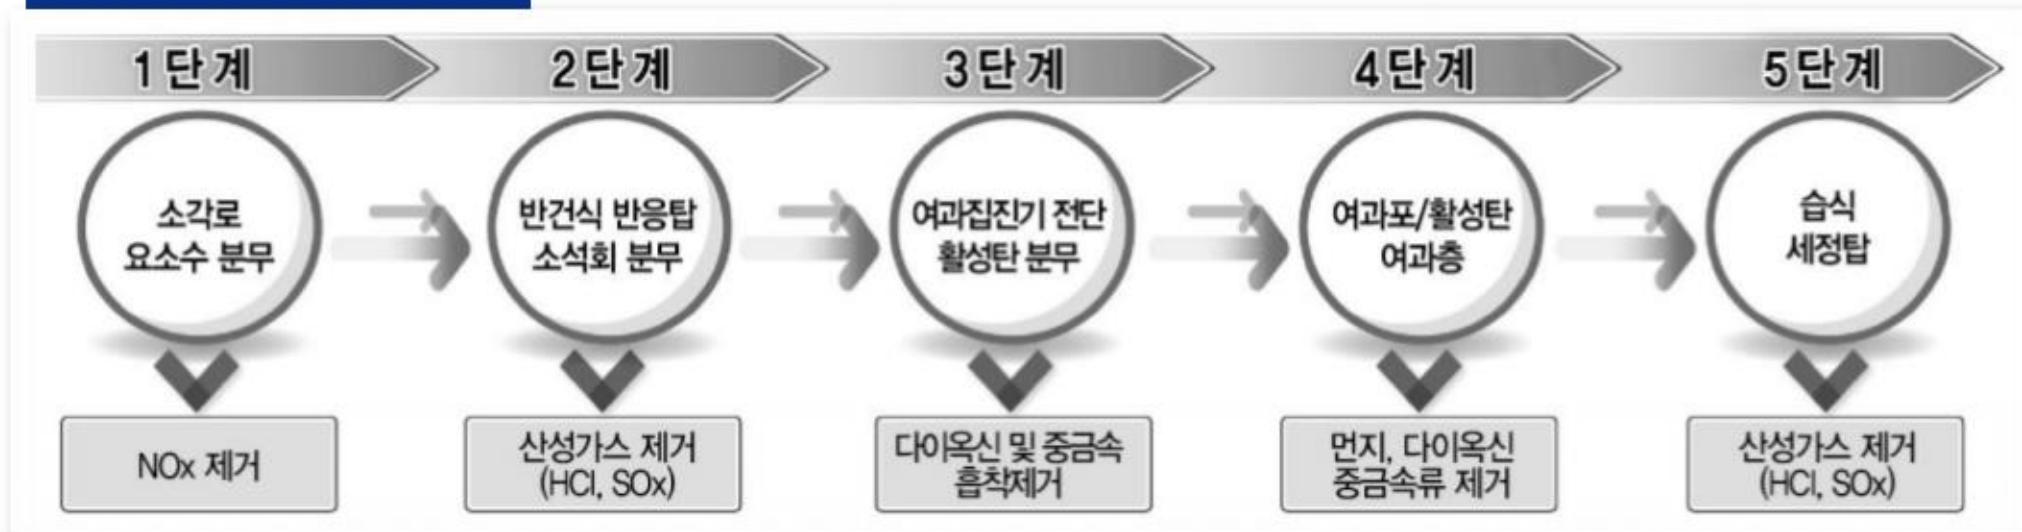 1단계
2단계
3단계
4단계
5단계
소각로
요소수 분무
반건식 반응탑
소석회 분무
여과집진기 전단
활성탄 분무
여과포/활성탄
여과층
습식
세정탑
NOx 제거
산성가스 제거
(HCl, SOx)
다이옥신 및 중금속
흡착제거
먼지, 다이옥신
중금속류 제거
산성가스 제거
(HCl, SOx)